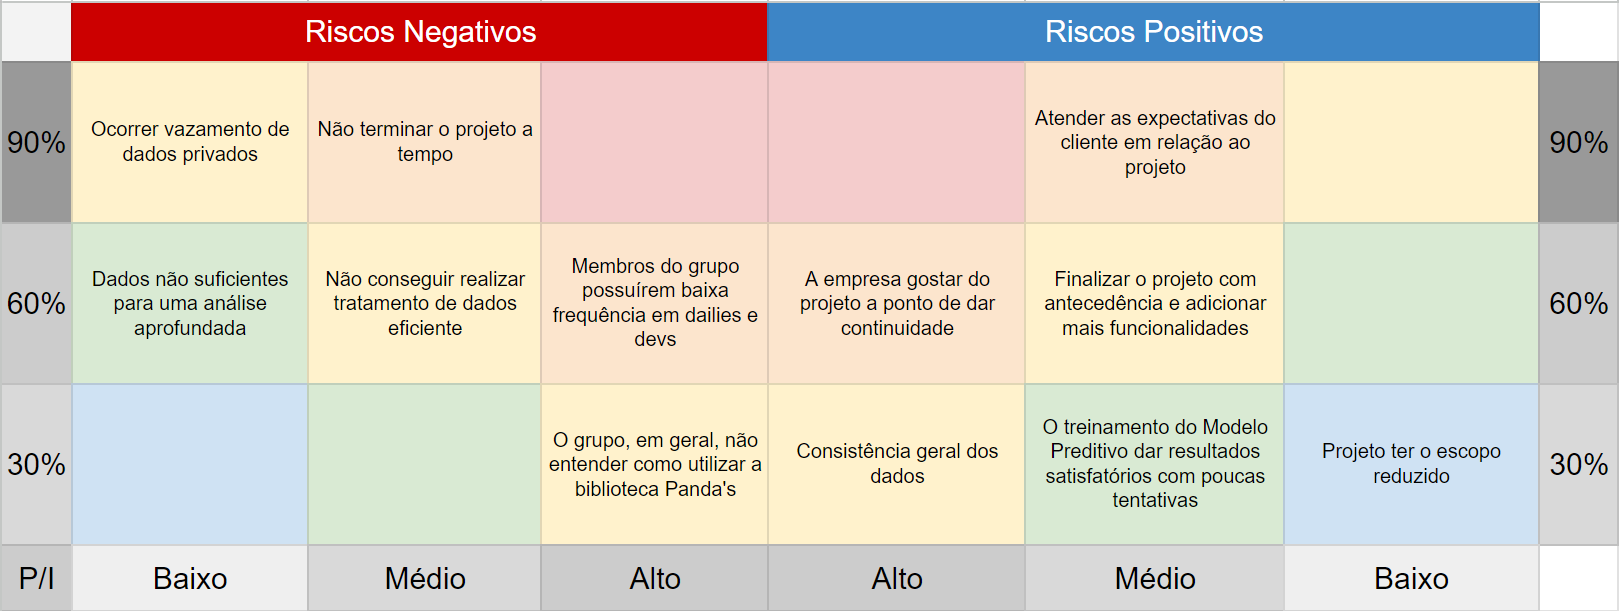 Riscos Negativos
Riscos Positivos
90%
Ocorrer vazamento de
dados privados
Não terminar o projeto a
tempo
Atender as expectativas do
cliente em relação ao
projeto
90%
60%
Dados não suficientes
para uma análise
aprofundada
Não conseguir realizar
tratamento de dados
eficiente
Membros do grupo
possuírem baixa
frequência em dailies e
devs
A empresa gostar do
projeto a ponto de dar
continuidade
Finalizar o projeto com
antecedência e adicionar
mais funcionalidades
60%
30%
O grupo, em geral, não
entender como utilizar a
biblioteca Panda's
Consistência geral dos
dados
O treinamento do Modelo
Preditivo dar resultados
satisfatórios com poucas
tentativas
Projeto ter o escopo
reduzido
30%
P/I
Baixo
Médio
Alto
Alto
Médio
Baixo